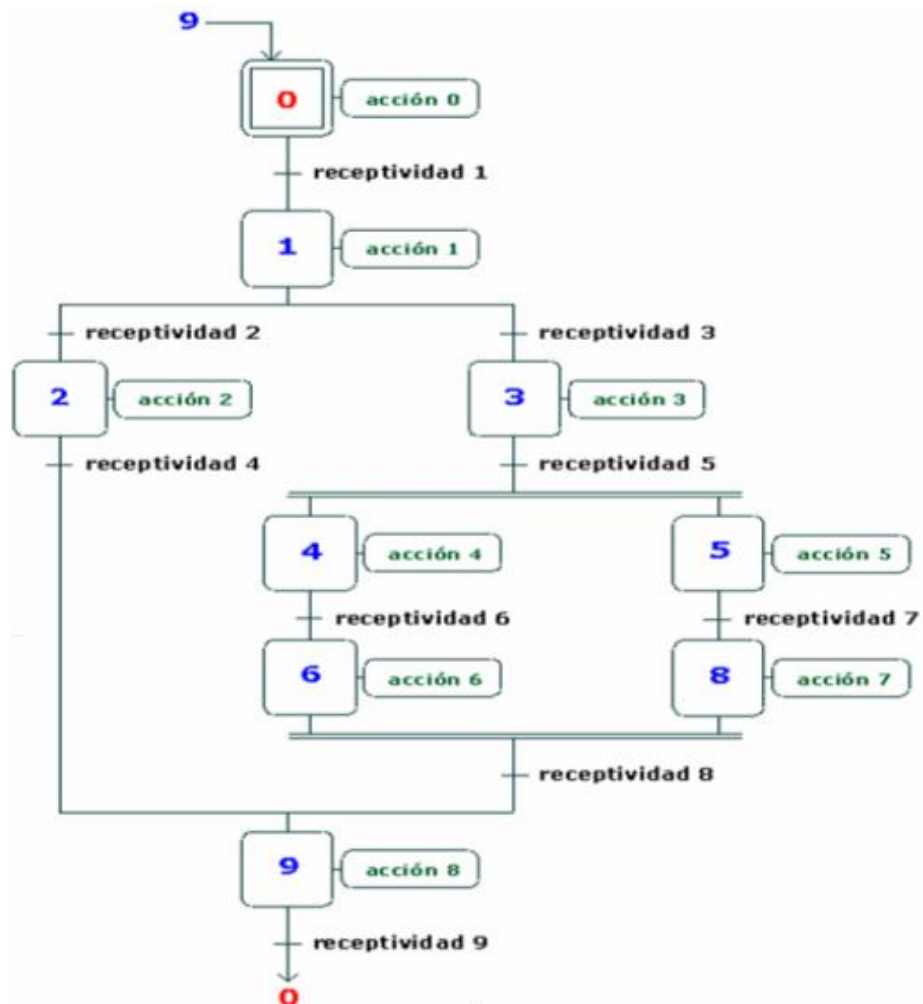 9
0 acción 0
receptividad 1
1 acción 1
receptividad 2 receptividad 3
2 acción 2 3 acción 3
receptividad 4 receptividad 5
4 acción 4 5 acción 5
receptividad 6 receptividad 7
6 acción 6 8 acción 7
receptividad 8
9 acción 8
receptividad 9
0